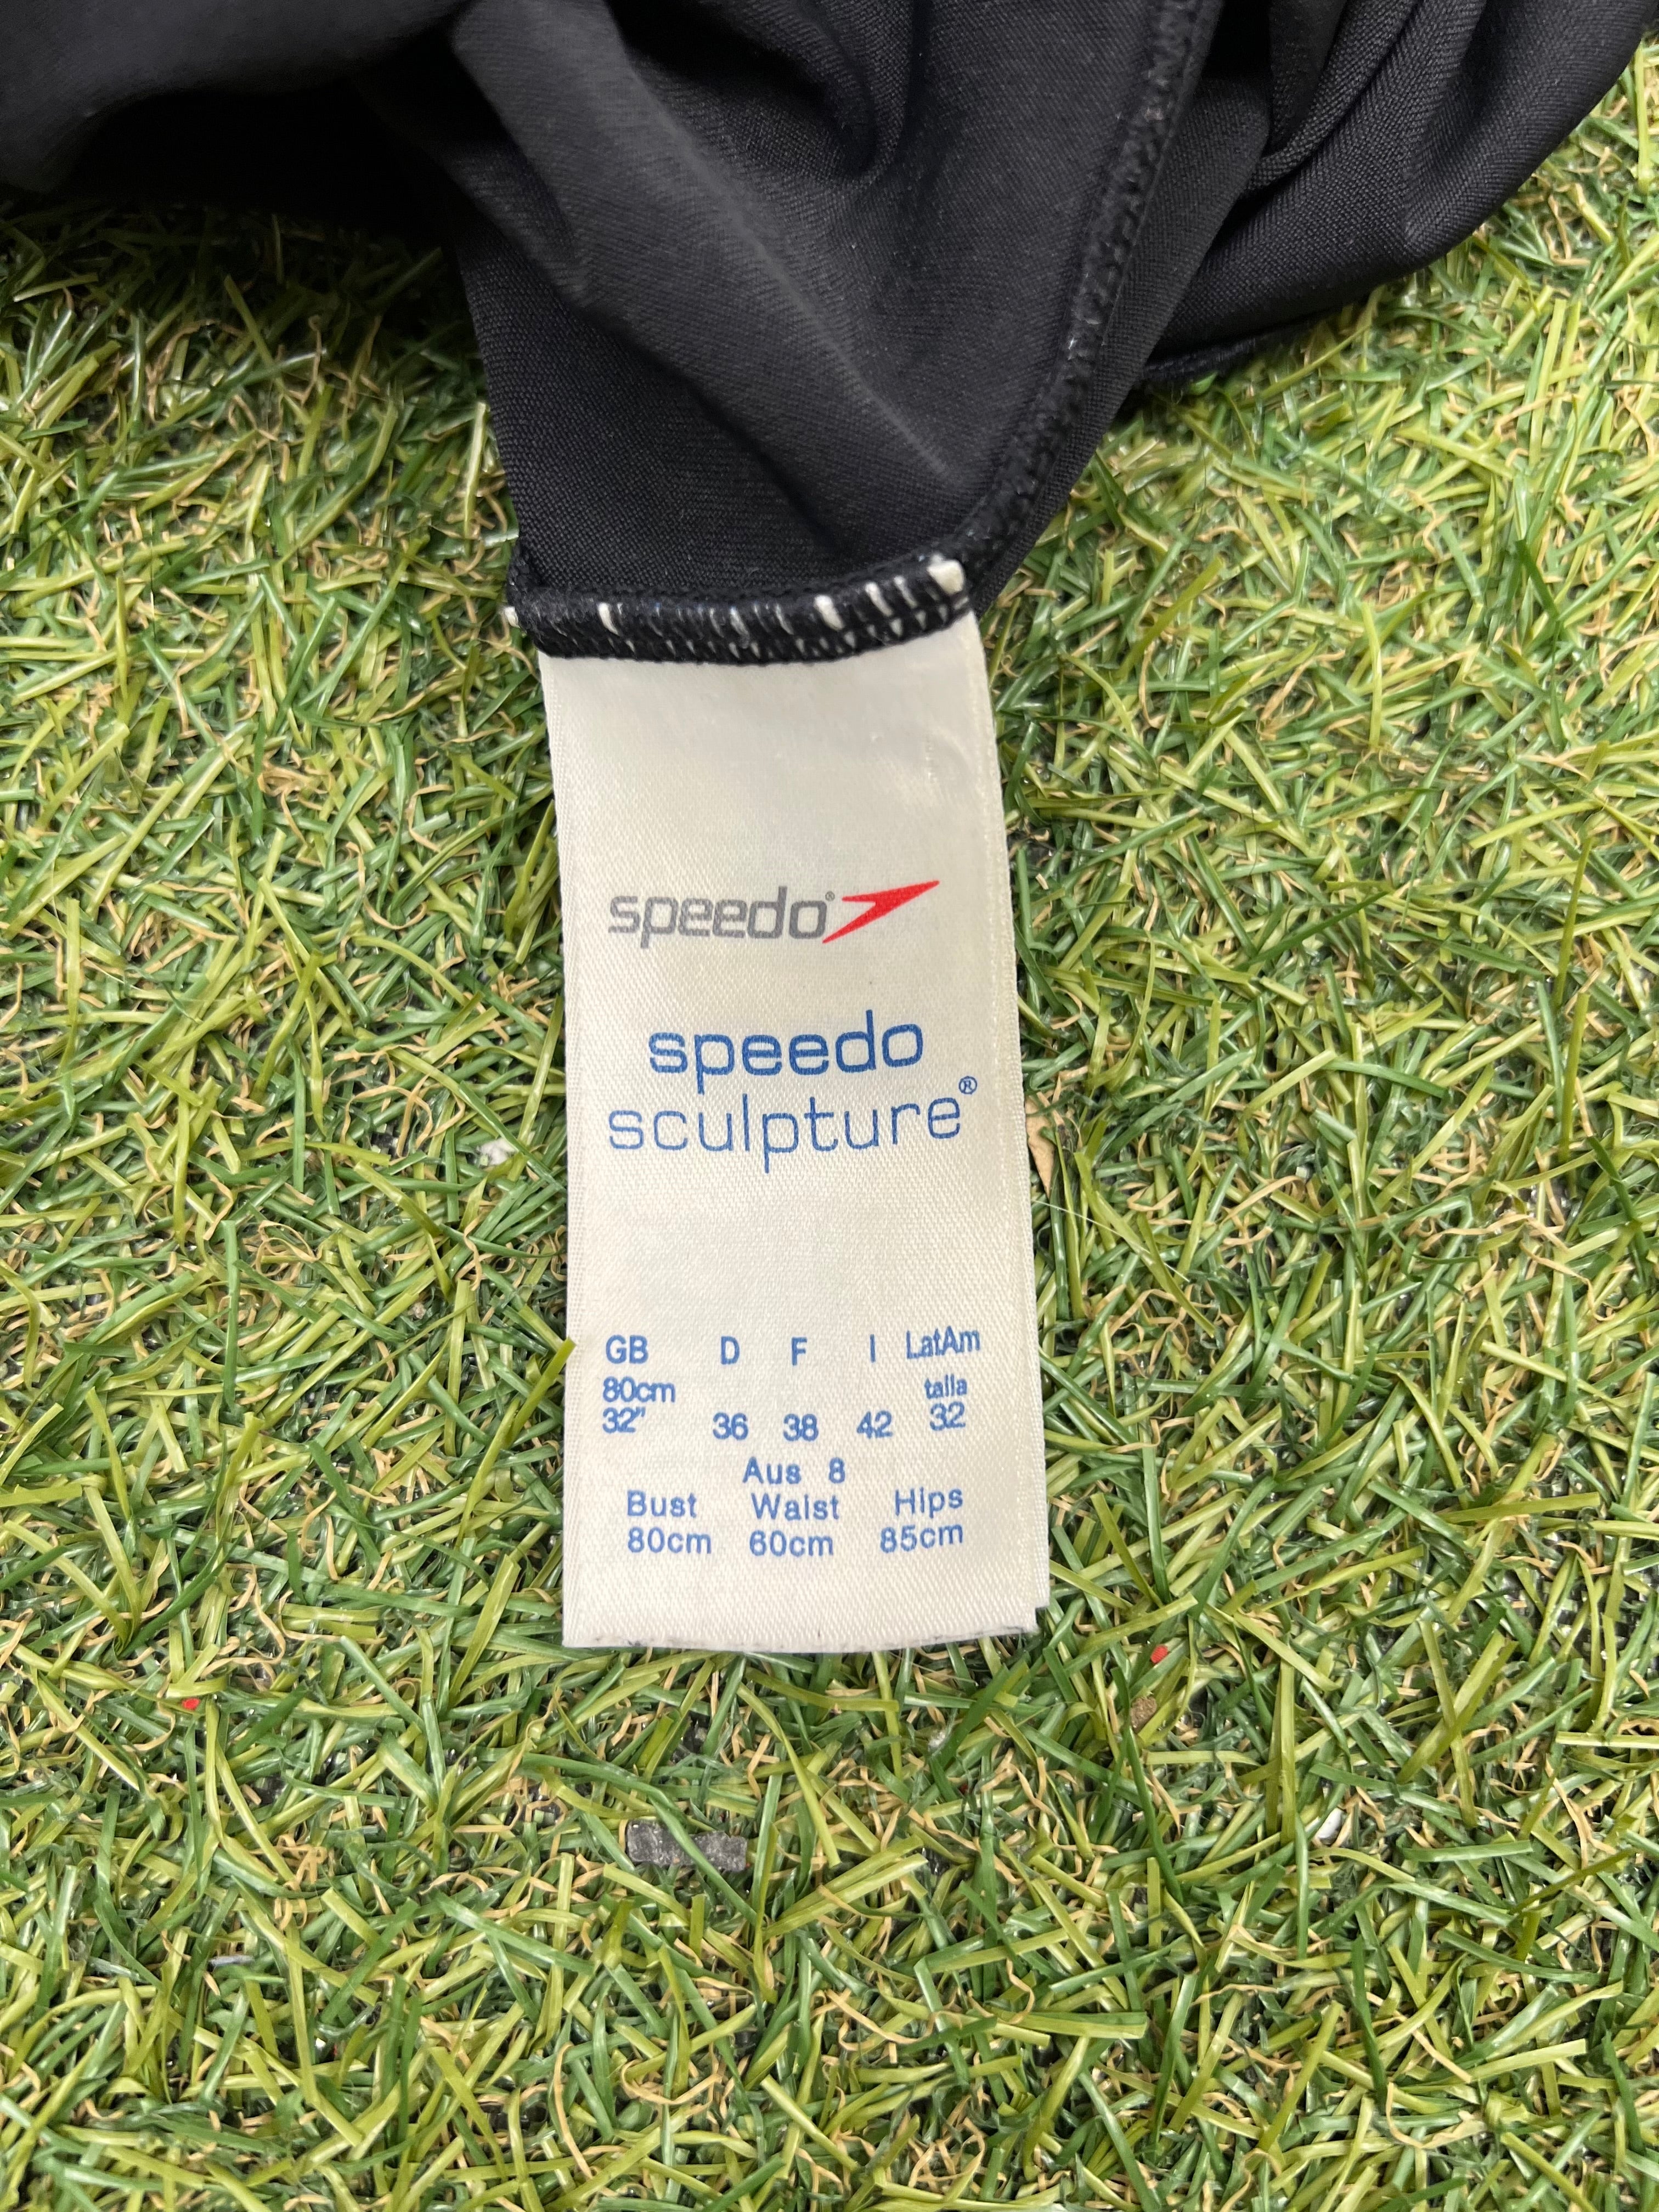 speedo®
speedo
sculpture®
GB D F I LatAm
80cm talla
32" 36 38 42 32
Aus 8
Bust Waist Hips
80cm 60cm 85cm